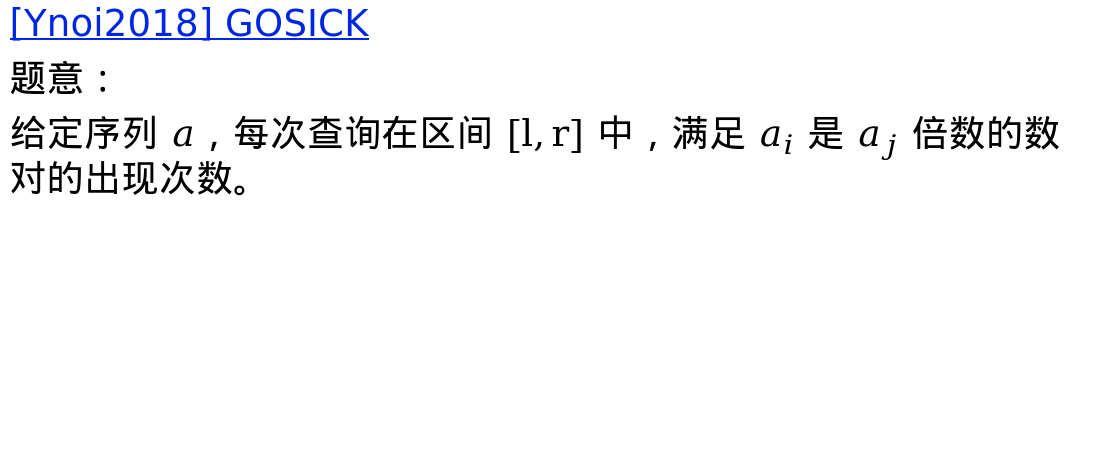 [Ynoi2018] GOSICK
题意：
给定序列 a，每次查询在区间 [l, r] 中，满足 a_i 是 a_j 倍数的数
对的出现次数。